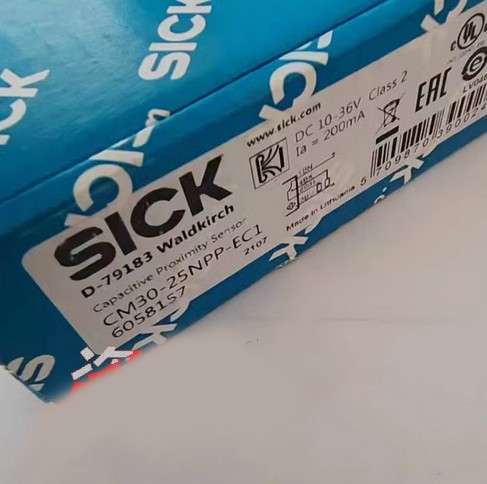 SICK
SICK
D-79183 Waldkirch
Capacitive Proximity Sensor
CM30-25NPP-EC1
6058157
2107
www.sick.com
DC 10-36V Class 2
Ia = 200mA
Made in Lithuania
EAC
UL